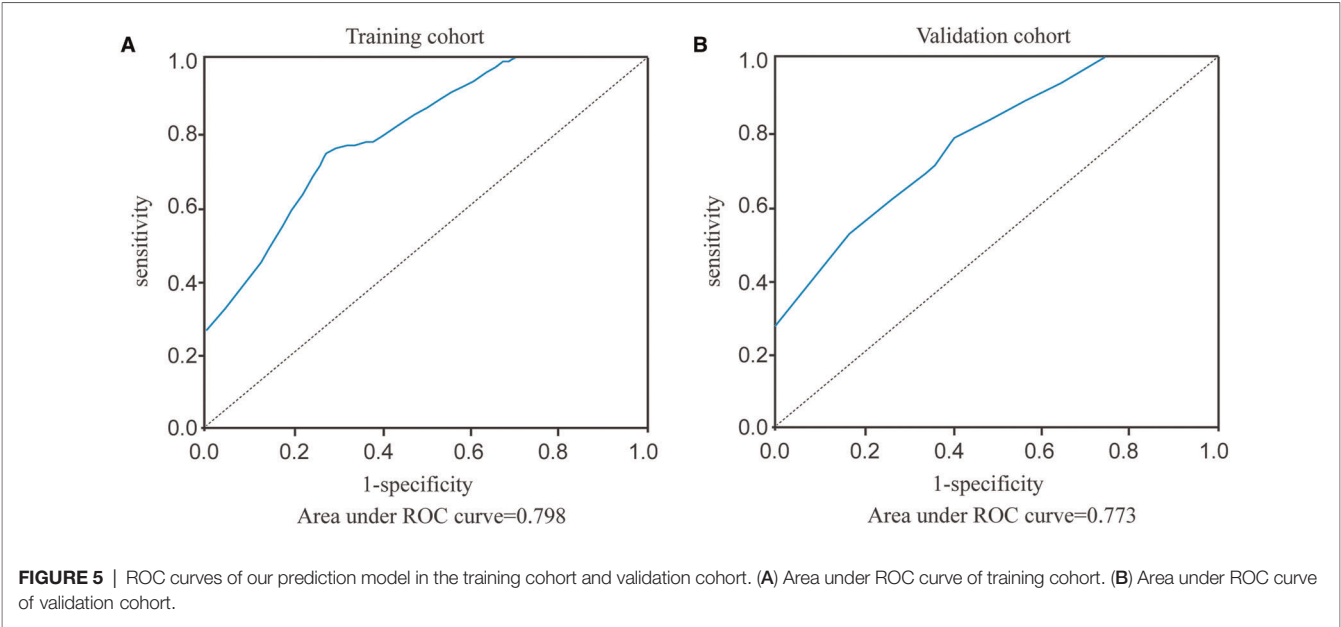 A
Training cohort
1.0
0.8
0.6
0.4
0.2
0.0
sensitivity
0.0 0.2 0.4 0.6 0.8 1.0
1-specificity
Area under ROC curve=0.798
B
Validation cohort
1.0
0.8
0.6
0.4
0.2
0.0
sensitivity
0.0 0.2 0.4 0.6 0.8 1.0
1-specificity
Area under ROC curve=0.773
FIGURE 5 | ROC curves of our prediction model in the training cohort and validation cohort. (A) Area under ROC curve of training cohort. (B) Area under ROC curve
of validation cohort.